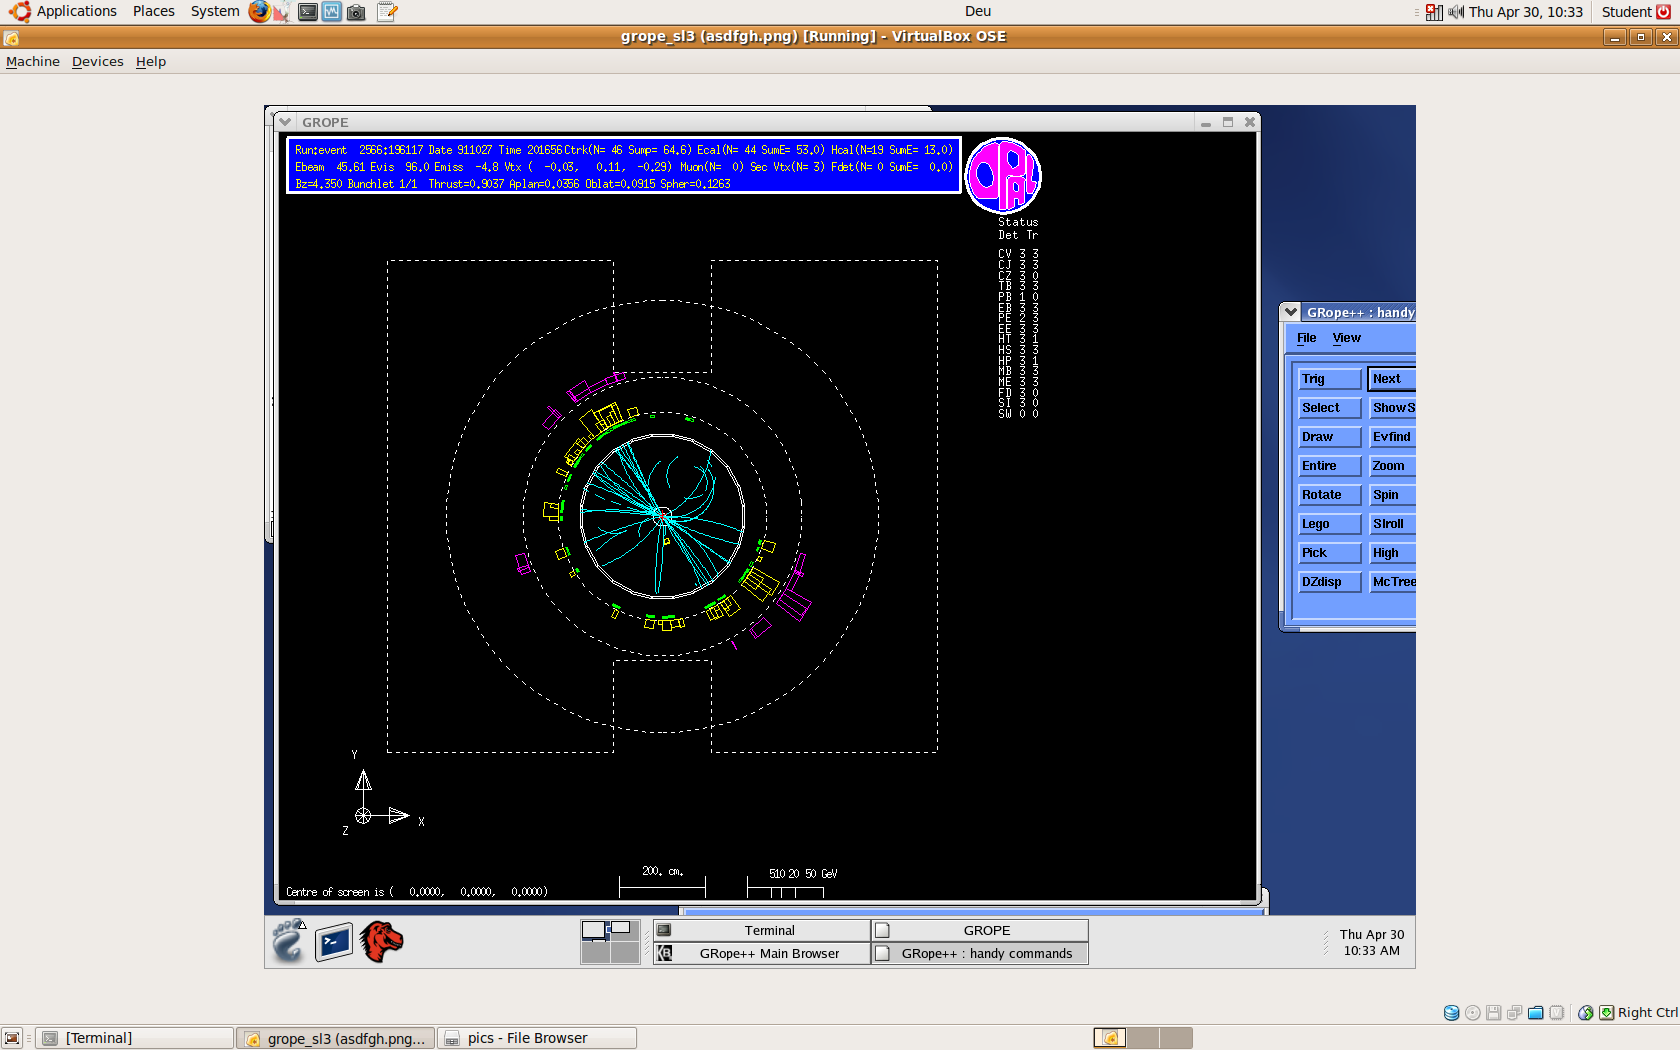 Applications Places System Deu Thu Apr 30, 10:33 Student
grope_sl3 (asdfgh.png) [Running] - VirtualBox OSE
Machine Devices Help
GROPE
Run:event 2566:196117 Date 911027 Time 201656 Ctrk(N= 46 Sump= 64.6) Ecal(N= 44 SumE= 53.0) Hcal(N=19 SumE= 13.0)
Ebeam 45.61 Evis 96.0 Emiss -4.8 Vtx ( -0.03, 0.11, -0.29) Muon(N= 0) Sec Vtx(N= 3) Fdet(N= 0 SumE= 0.0)
Bz=4.350 Bunchlet 1/1 Thrust=0.9037 Aplan=0.0356 Oblat=0.0915 Spher=0.1263
OPAL
Status
Det Tr
CV 3 3
CJ 3 3
CZ 3 0
TB 3 3
PB 1 0
EB 3 3
PE 2 3
EE 3 3
HT 3 1
HS 3 3
HP 3 1
MB 3 3
ME 3 3
FD 3 0
SI 3 0
SW 0 0
GRope++ : handy
File View
Trig Next
Select ShowS
Draw Evfind
Entire Zoom
Rotate Spin
Lego Stroll
Pick High
DZdisp McTree
Y
X
Z
200. cm.
5 10 20 50 GeV
Centre of screen is ( 0.0000, 0.0000, 0.0000)
Terminal GROPE
GRope++ Main Browser GRope++ : handy commands
Thu Apr 30
10:33 AM
Right Ctrl
[Terminal] grope_sl3 (asdfgh.png... pics - File Browser